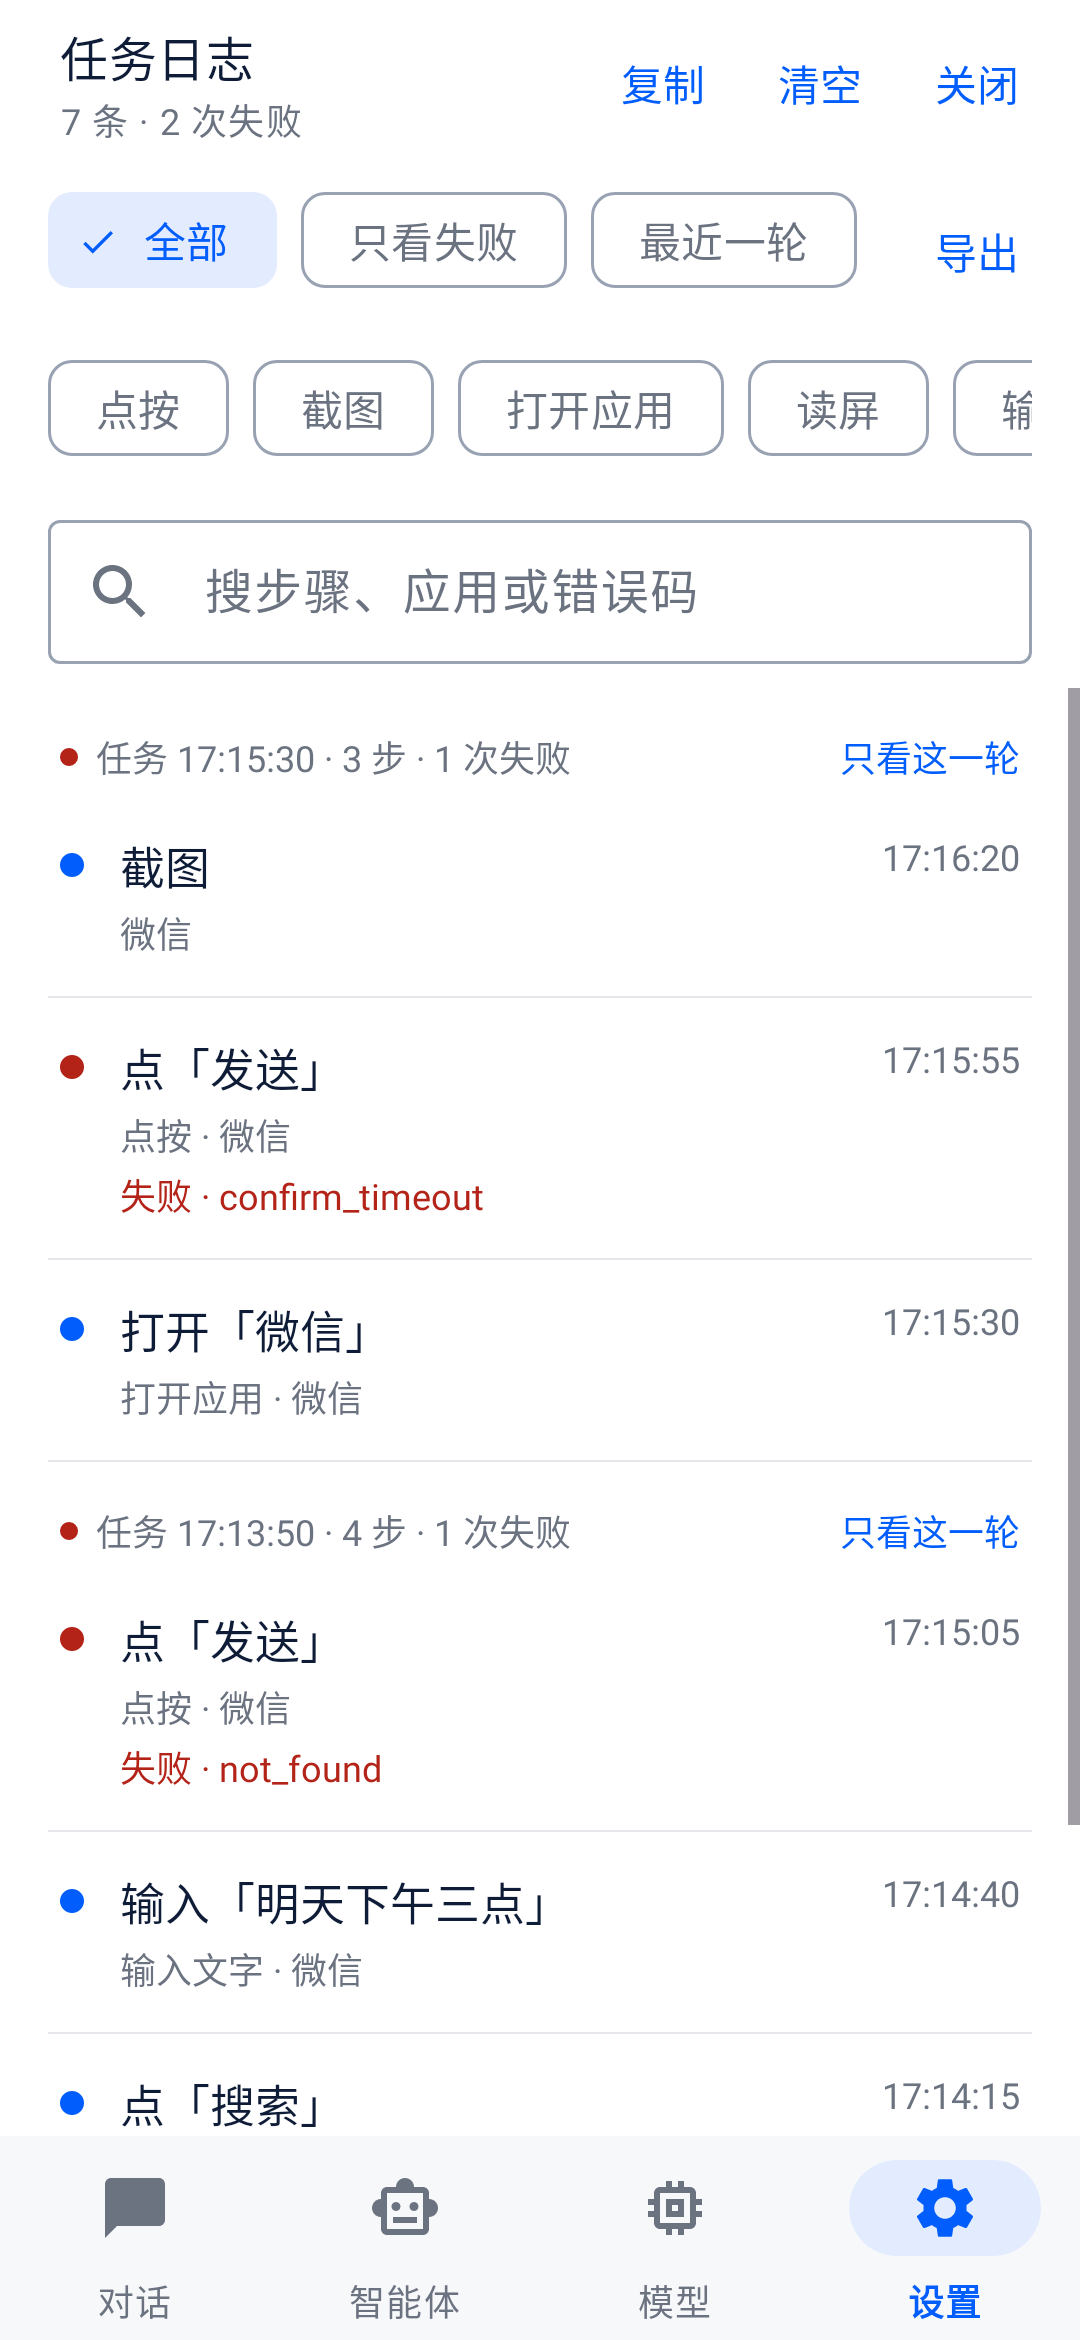 任务日志
7 条 · 2 次失败
复制 清空 关闭
全部 只看失败 最近一轮 导出
点按 截图 打开应用 读屏 输
搜步骤、应用或错误码
任务 17:15:30 · 3 步 · 1 次失败 只看这一轮
截图 17:16:20
微信
点「发送」 17:15:55
点按 · 微信
失败 · confirm_timeout
打开「微信」 17:15:30
打开应用 · 微信
任务 17:13:50 · 4 步 · 1 次失败 只看这一轮
点「发送」 17:15:05
点按 · 微信
失败 · not_found
输入「明天下午三点」 17:14:40
输入文字 · 微信
点「搜索」 17:14:15
对话 智能体 模型 设置